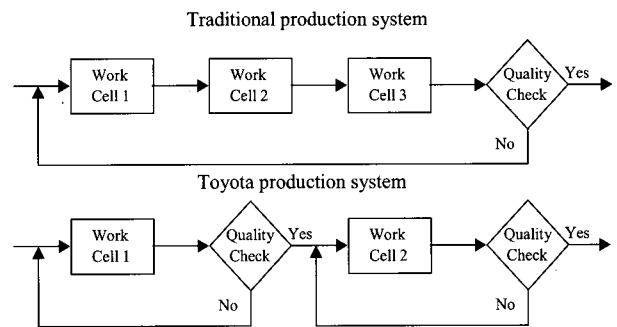 Traditional production system
Work
Cell 1
Work
Cell 2
Work
Cell 3
Quality
Check
Yes
No
Toyota production system
Work
Cell 1
Quality
Check
Yes
No
Work
Cell 2
Quality
Check
Yes
No